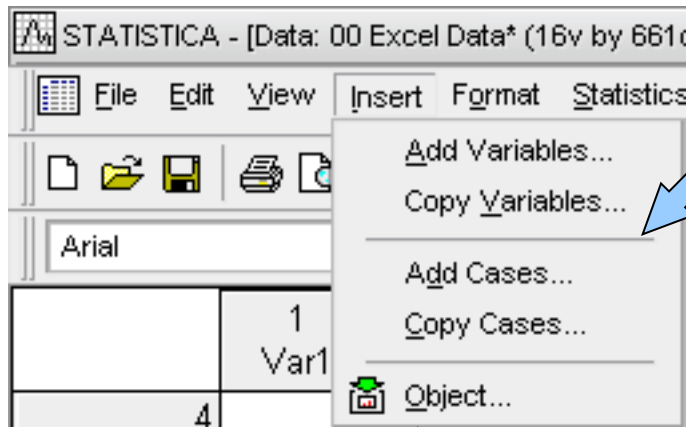 STATISTICA - [Data: 00 Excel Data* (16v by 661c
File Edit View Insert Format Statistics
Add Variables...
Copy Variables...
Arial
Add Cases...
Copy Cases...
1
Var1
Object...
4